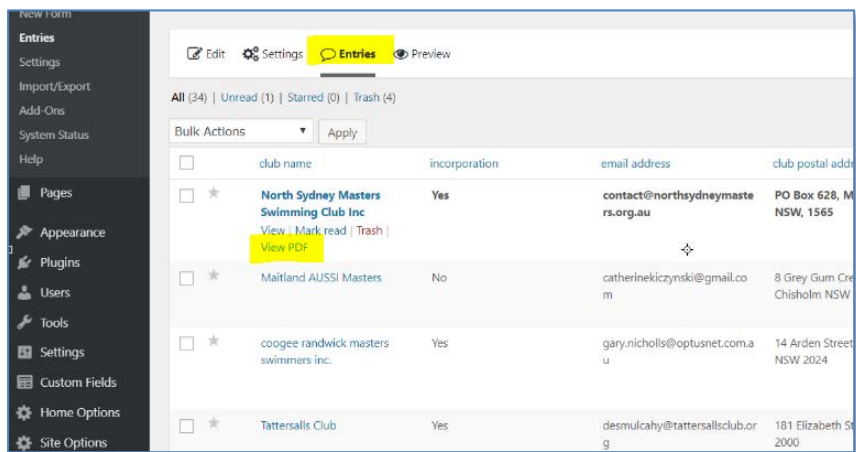 New Form
Entries
Settings
Import/Export
Add-Ons
System Status
Help
Pages
Appearance
Plugins
Users
Tools
Settings
Custom Fields
Home Options
Site Options
Edit Settings Entries Preview
All (34) | Unread (1) | Starred (0) | Trash (4)
Bulk Actions Apply
club name incorporation email address club postal addr
North Sydney Masters Yes contact@northsydneymaste PO Box 628, M
Swimming Club Inc rs.org.au NSW, 1565
View | Mark read | Trash |
View PDF
Maitland AUSSI Masters No catherinekiczynski@gmail.co 8 Grey Gum Cre
m Chisholm NSW
coogee randwick masters Yes gary.nicholls@optusnet.com.a 14 Arden Street
swimmers inc. u NSW 2024
Tattersalls Club Yes desmulcahy@tattersallsclub.or 181 Elizabeth St
g 2000